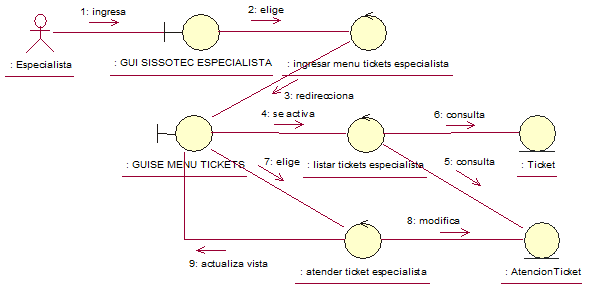 1: ingresa
2: elige
: Especialista
: GUI SISSOTEC ESPECIALISTA
: ingresar menu tickets especialista
3: redirecciona
4: se activa
6: consulta
: GUISE MENU TICKETS
7: elige
: listar tickets especialista
5: consulta
: Ticket
8: modifica
9: actualiza vista
: atender ticket especialista
: AtencionTicket